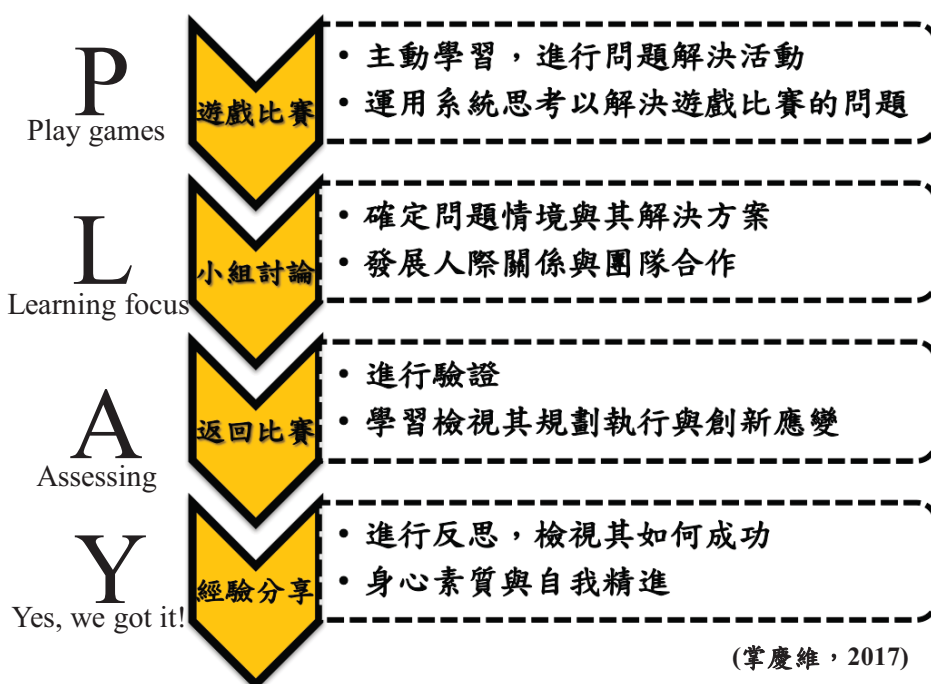 P
Play games
遊戲比賽
• 主動學習，進行問題解決活動
• 運用系統思考以解決遊戲比賽的問題
L
Learning focus
小組討論
• 確定問題情境與其解決方案
• 發展人際關係與團隊合作
A
Assessing
返回比賽
• 進行驗證
• 學習檢視其規劃執行與創新應變
Y
Yes, we got it!
經驗分享
• 進行反思，檢視其如何成功
• 身心素質與自我精進
(掌慶維，2017)